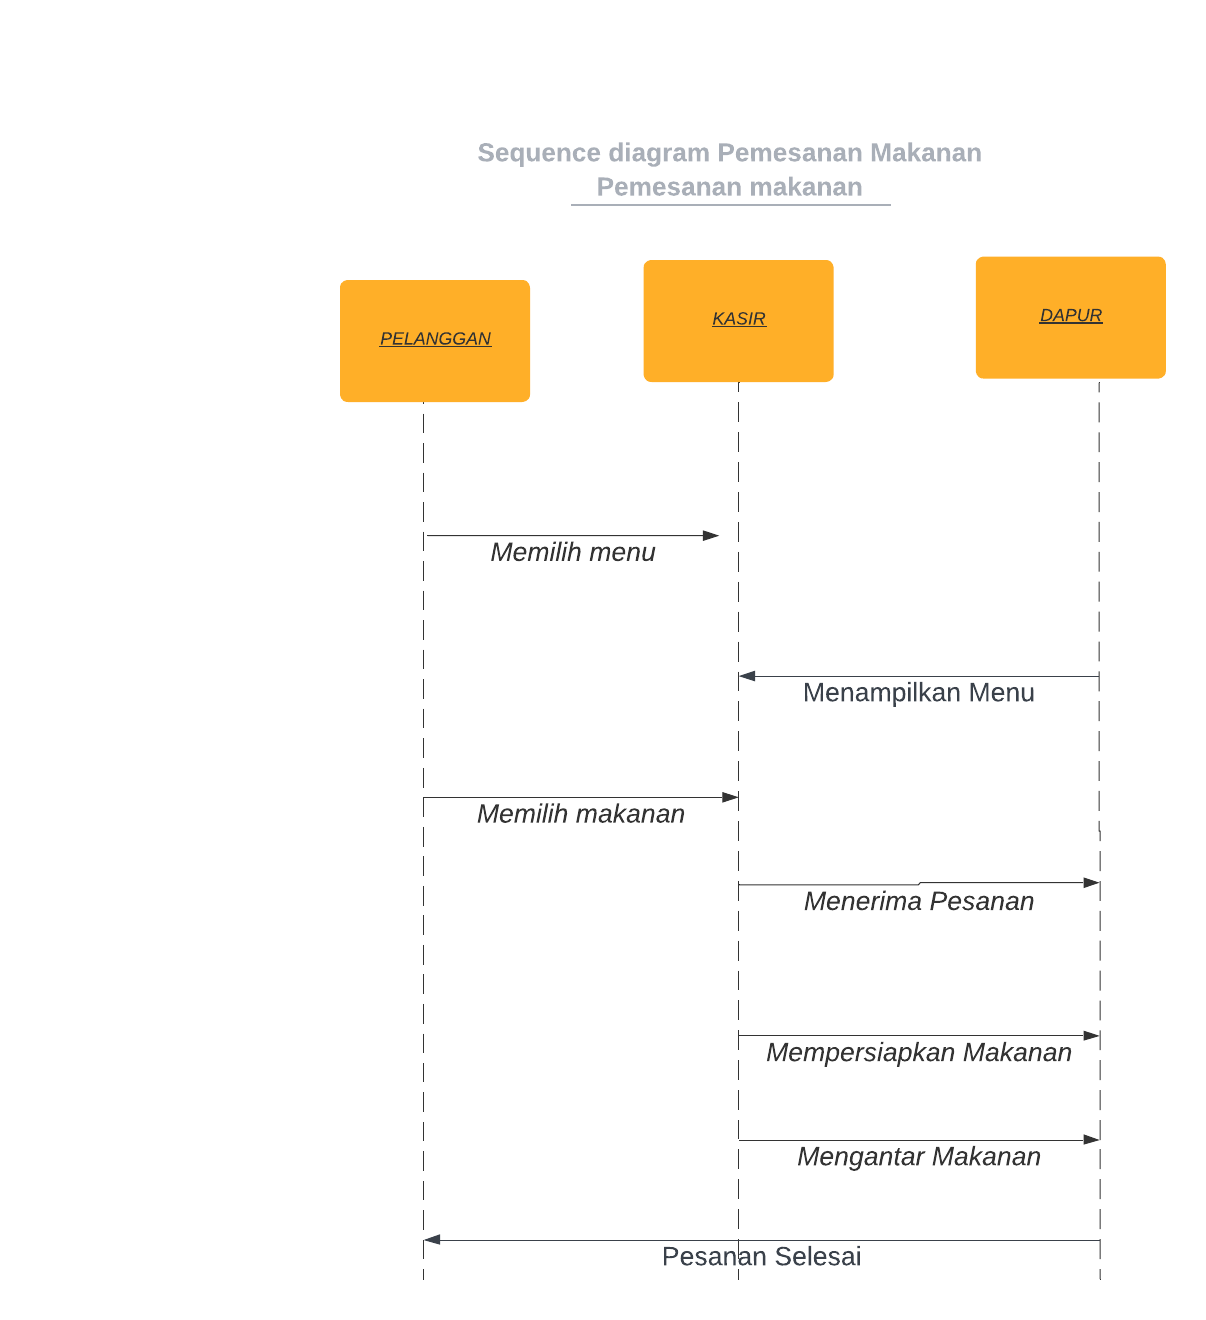 Sequence diagram Pemesanan Makanan
Pemesanan makanan
PELANGGAN
KASIR
DAPUR
Memilih menu
Menampilkan Menu
Memilih makanan
Menerima Pesanan
Mempersiapkan Makanan
Mengantar Makanan
Pesanan Selesai